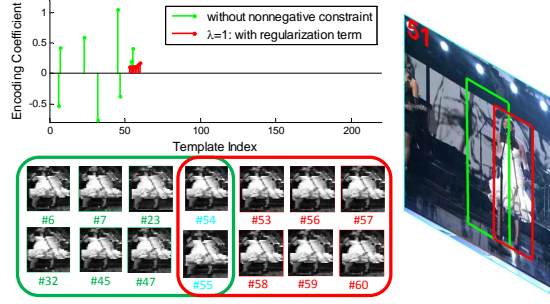 Encoding Coefficient
1
0.5
0
-0.5
0
50
100
150
200
Template Index
without nonnegative constraint
λ=1: with regularization term
51
#6 #7 #23 #54 #53 #56 #57
#32 #45 #47 #55 #58 #59 #60